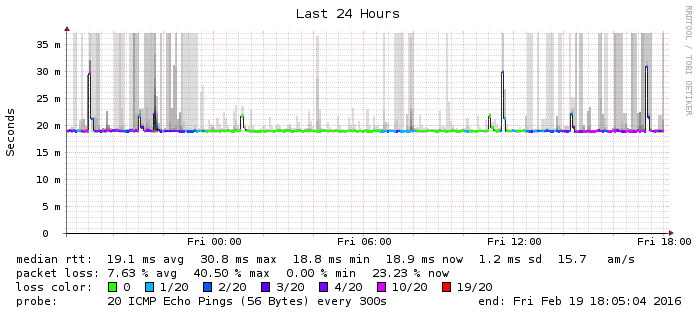 Last 24 Hours
RRDTOOL / TOBI OETIKER
Seconds
35 m
30 m
25 m
20 m
15 m
10 m
5 m
0
Fri 00:00 Fri 06:00 Fri 12:00 Fri 18:00
median rtt: 19.1 ms avg 30.8 ms max 18.8 ms min 18.9 ms now 1.2 ms sd 15.7 am/s
packet loss: 7.63 % avg 40.50 % max 0.00 % min 23.23 % now
loss color: 0 1/20 2/20 3/20 4/20 10/20 19/20
probe: 20 ICMP Echo Pings (56 Bytes) every 300s end: Fri Feb 19 18:05:04 2016